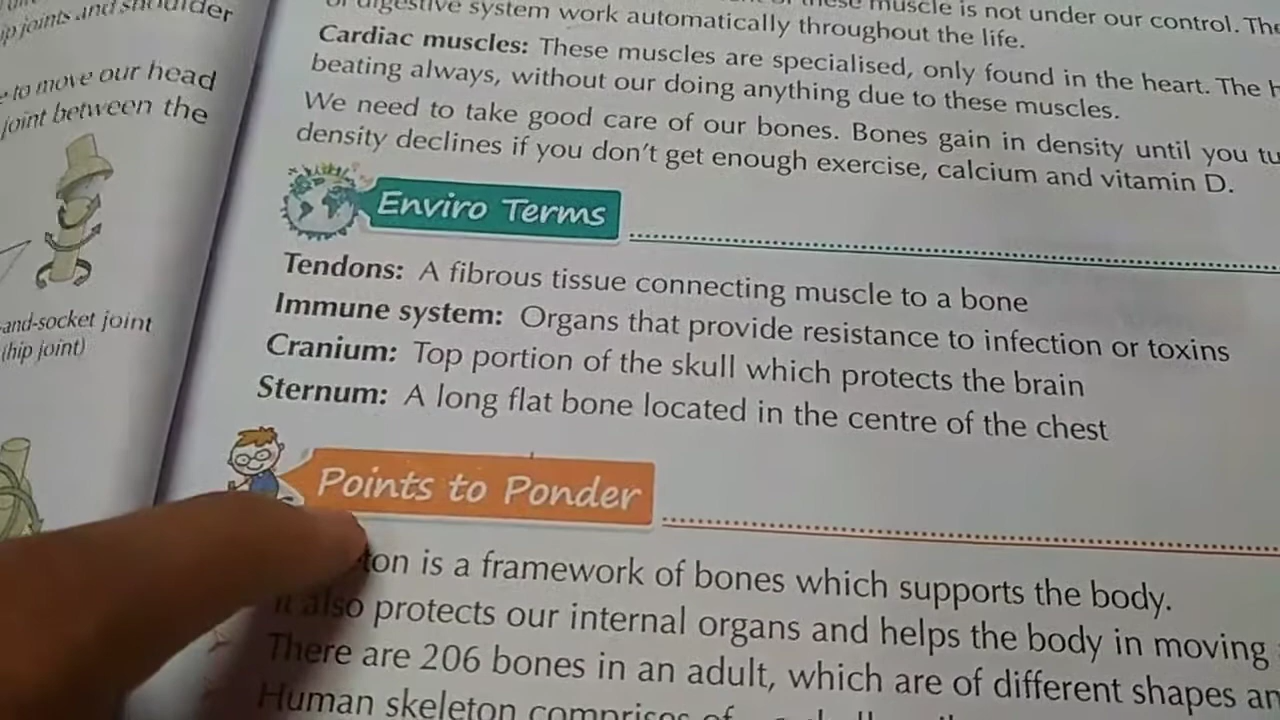 joints and shoulder
to move our head
joint between the
and-socket joint
(hip joint)
digestive system work automatically throughout the life.
muscle is not under our control. The
Cardiac muscles: These muscles are specialised, only found in the heart. The
beating always, without our doing anything due to these muscles.
We need to take good care of our bones. Bones gain in density until you
density declines if you don't get enough exercise, calcium and vitamin D.
Enviro Terms
Tendons: A fibrous tissue connecting muscle to a bone
Immune system: Organs that provide resistance to infection or toxins
Cranium: Top portion of the skull which protects the brain
Sternum: A long flat bone located in the centre of the chest
Points to Ponder
is a framework of bones which supports the body.
It also protects our internal organs and helps the body in moving
There are 206 bones in an adult, which are of different shapes
Human skeleton comprises of